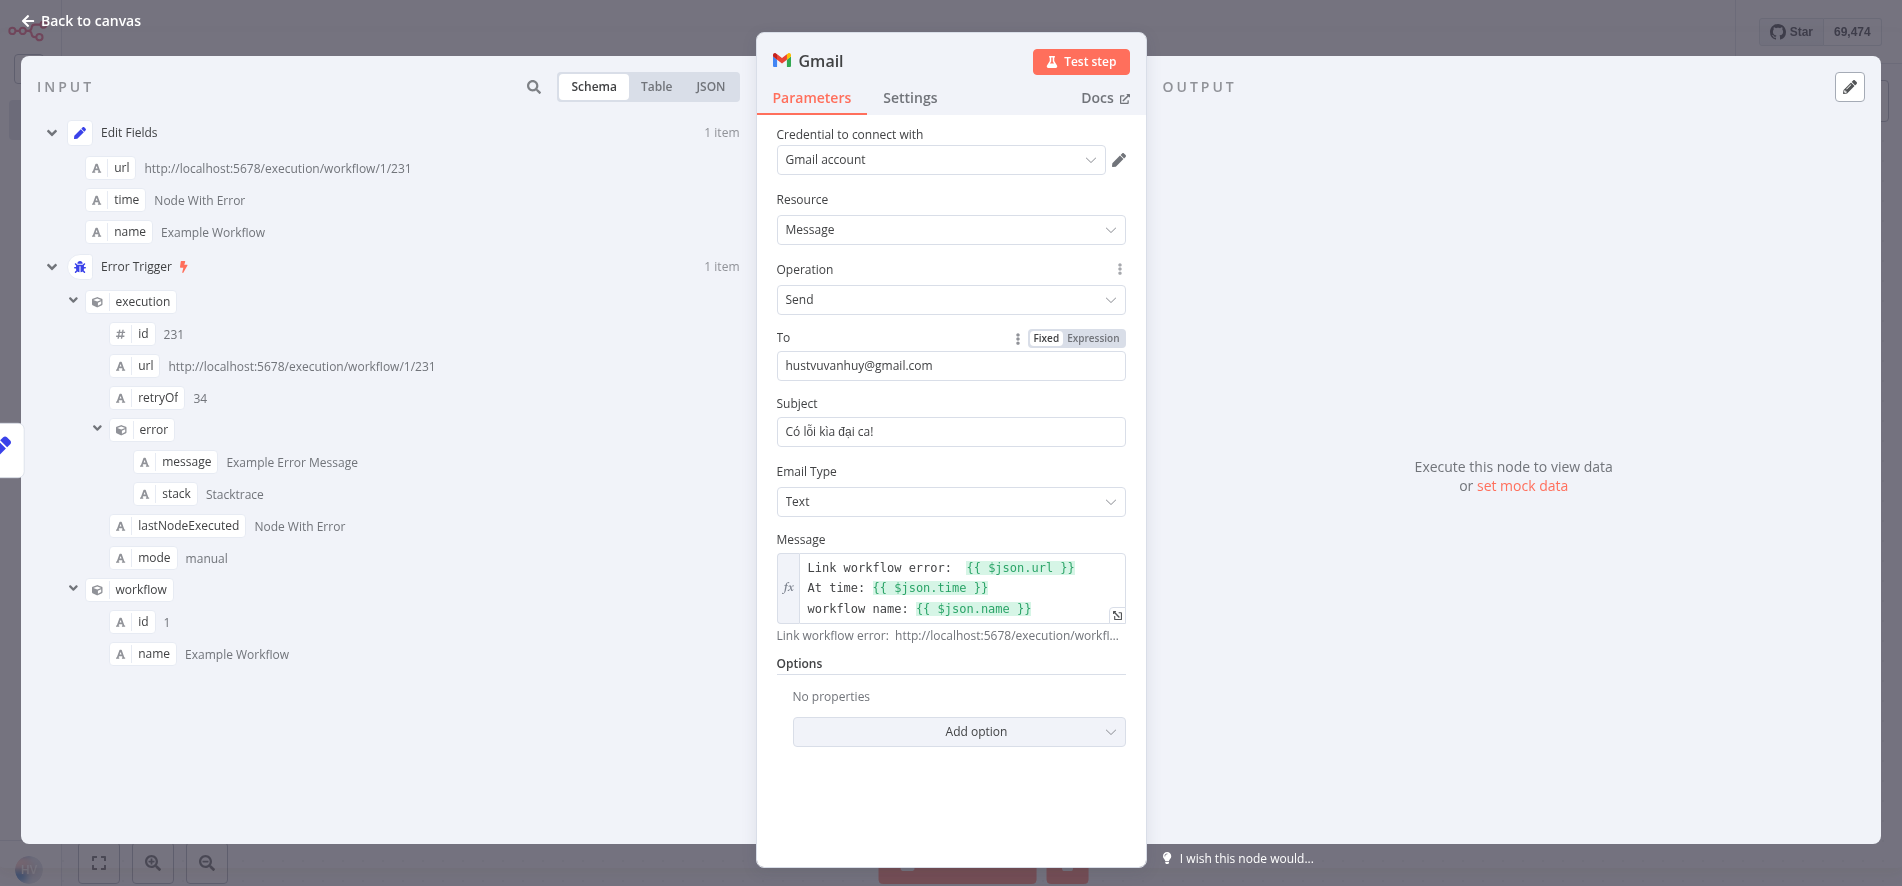 Back to canvas
Star 69,474
INPUT
Schema Table JSON
Edit Fields 1 item
A url http://localhost:5678/execution/workflow/1/231
A time Node With Error
A name Example Workflow
Error Trigger 1 item
execution
# id 231
A url http://localhost:5678/execution/workflow/1/231
A retryOf 34
error
A message Example Error Message
A stack Stacktrace
A lastNodeExecuted Node With Error
A mode manual
workflow
A id 1
A name Example Workflow
Gmail Test step
Parameters Settings Docs
Credential to connect with
Gmail account
Resource
Message
Operation
Send
To Fixed Expression
hustvuvanhuy@gmail.com
Subject
Có lỗi kìa đại ca!
Email Type
Text
Message
fx
Link workflow error: {{ $json.url }}
At time: {{ $json.time }}
workflow name: {{ $json.name }}
Link workflow error: http://localhost:5678/execution/workfl...
Options
No properties
Add option
OUTPUT
Execute this node to view data
or set mock data
I wish this node would...
HV